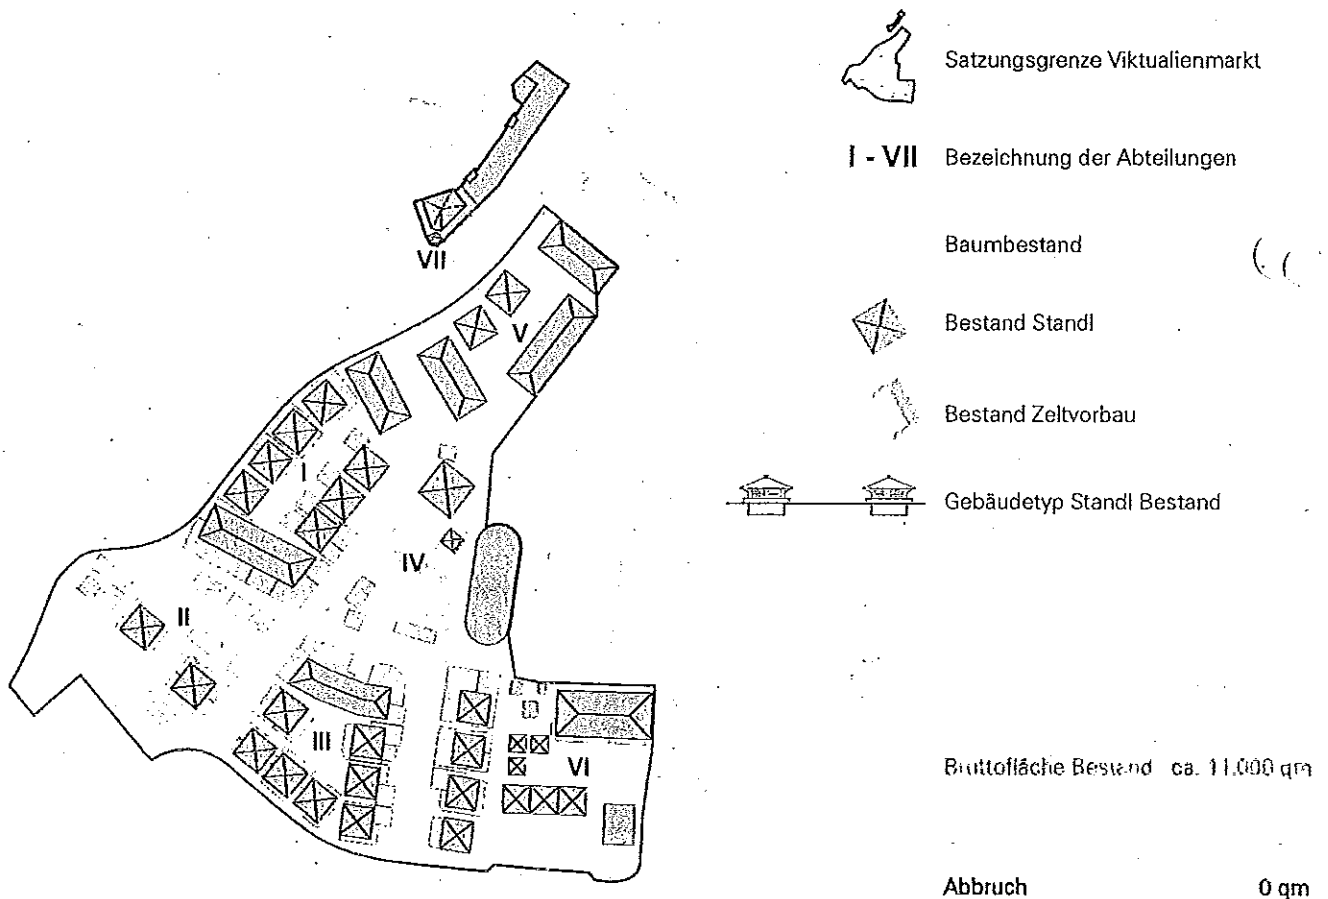 Satzungsgrenze Viktualienmarkt
I - VII Bezeichnung der Abteilungen
Baumbestand
Bestand Standl
Bestand Zeltvorbau
Gebäudetyp Standl Bestand
Bruttofläche Bestand ca. 11.000 qm
Abbruch 0 qm
VII
V
I
IV
II
III
VI